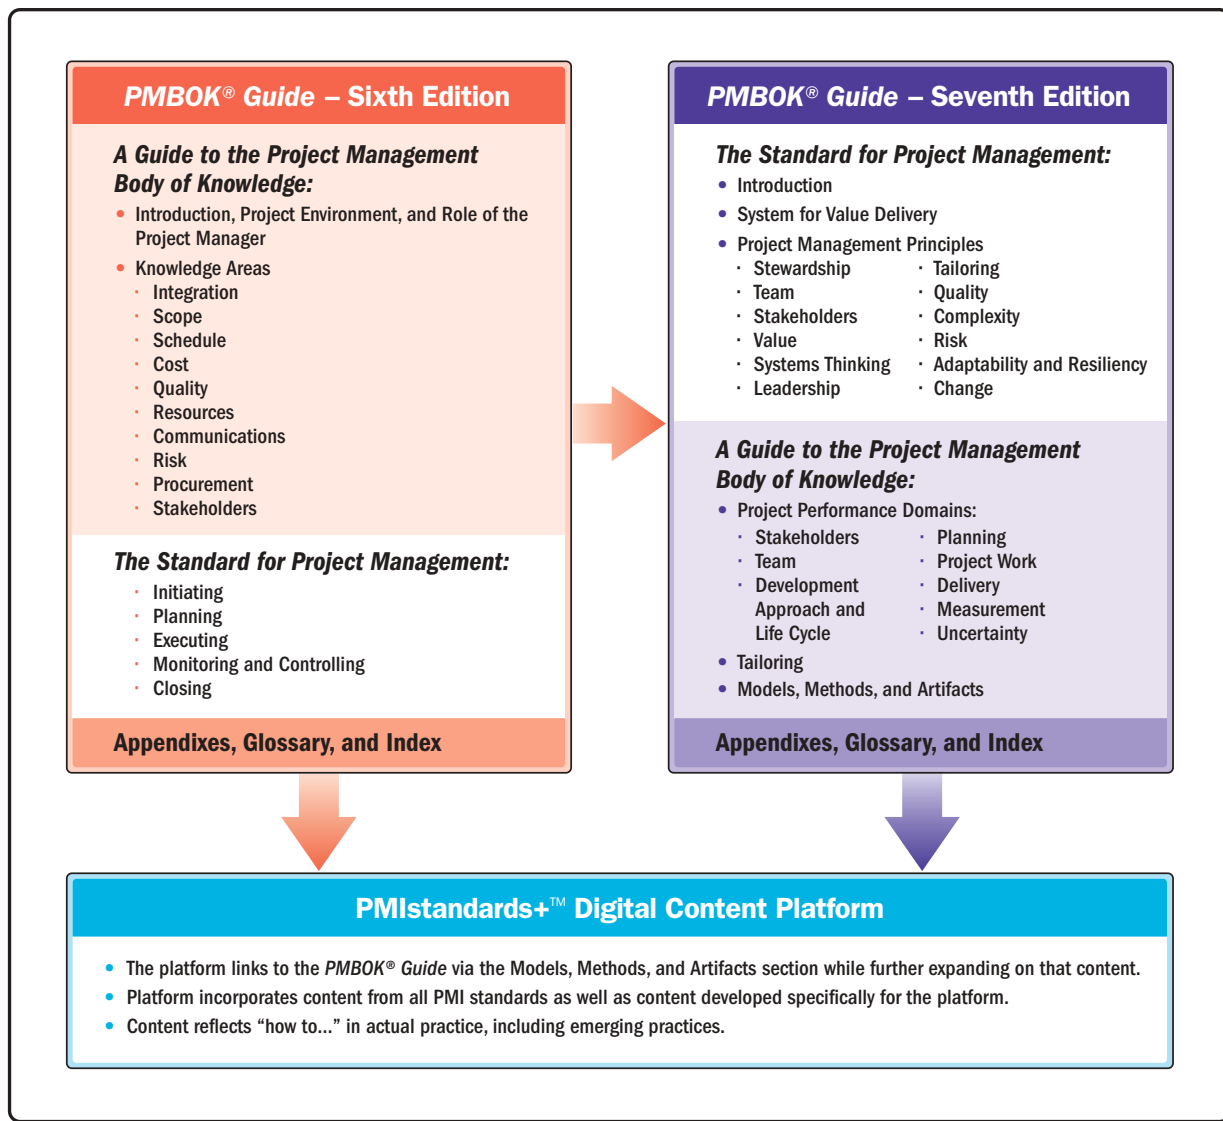 PMBOK® Guide – Sixth Edition
A Guide to the Project Management
Body of Knowledge:
• Introduction, Project Environment, and Role of the
Project Manager
• Knowledge Areas
· Integration
· Scope
· Schedule
· Cost
· Quality
· Resources
· Communications
· Risk
· Procurement
· Stakeholders
The Standard for Project Management:
· Initiating
· Planning
· Executing
· Monitoring and Controlling
· Closing
Appendixes, Glossary, and Index
PMBOK® Guide – Seventh Edition
The Standard for Project Management:
• Introduction
• System for Value Delivery
• Project Management Principles
· Stewardship
· Team
· Stakeholders
· Value
· Systems Thinking
· Leadership
· Tailoring
· Quality
· Complexity
· Risk
· Adaptability and Resiliency
· Change
A Guide to the Project Management
Body of Knowledge:
• Project Performance Domains:
· Stakeholders
· Team
· Development
Approach and
Life Cycle
· Planning
· Project Work
· Delivery
· Measurement
· Uncertainty
• Tailoring
• Models, Methods, and Artifacts
Appendixes, Glossary, and Index
PMIstandards+™ Digital Content Platform
• The platform links to the PMBOK® Guide via the Models, Methods, and Artifacts section while further expanding on that content.
• Platform incorporates content from all PMI standards as well as content developed specifically for the platform.
• Content reflects “how to...” in actual practice, including emerging practices.